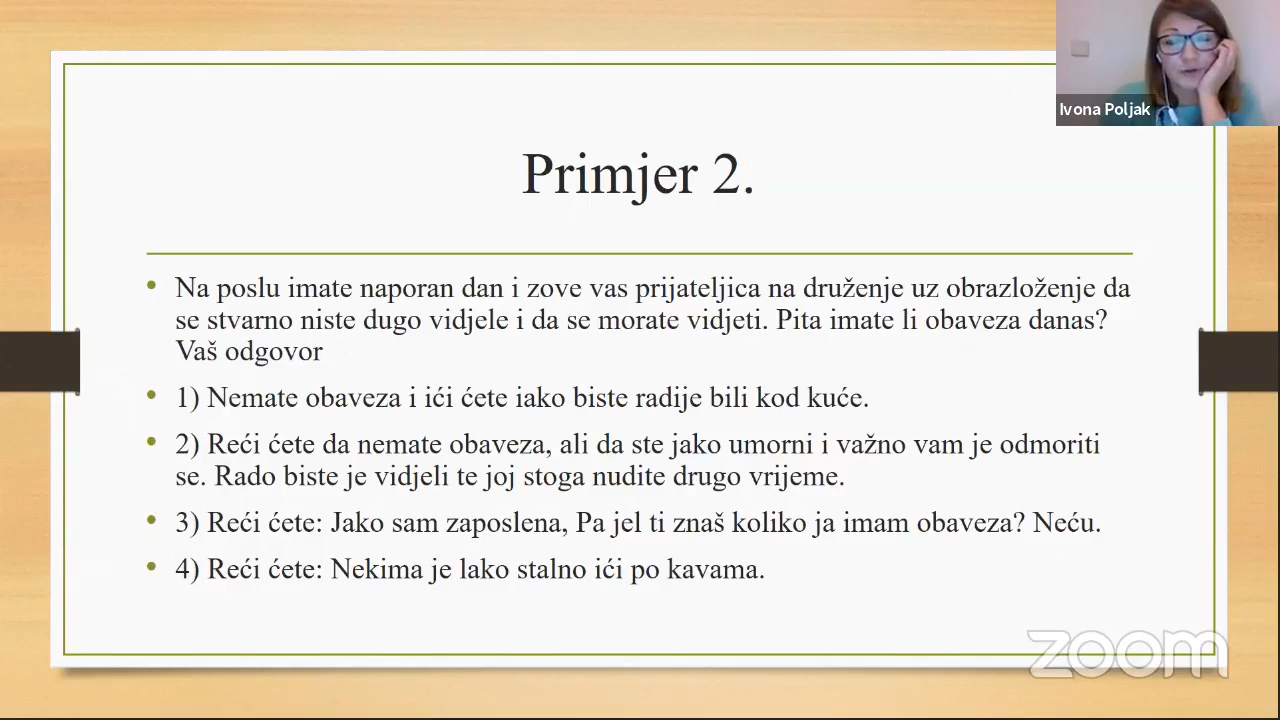 Ivona Poljak
Primjer 2.
• Na poslu imate naporan dan i zove vas prijateljica na druženje uz obrazloženje da
se stvarno niste dugo vidjele i da se morate vidjeti. Pita imate li obaveza danas?
Vaš odgovor
• 1) Nemate obaveza i ići ćete iako biste radije bili kod kuće.
• 2) Reći ćete da nemate obaveza, ali da ste jako umorni i važno vam je odmoriti
se. Rado biste je vidjeli te joj stoga nudite drugo vrijeme.
• 3) Reći ćete: Jako sam zaposlena, Pa jel ti znaš koliko ja imam obaveza? Neću.
• 4) Reći ćete: Nekima je lako stalno ići po kavama.
zoom